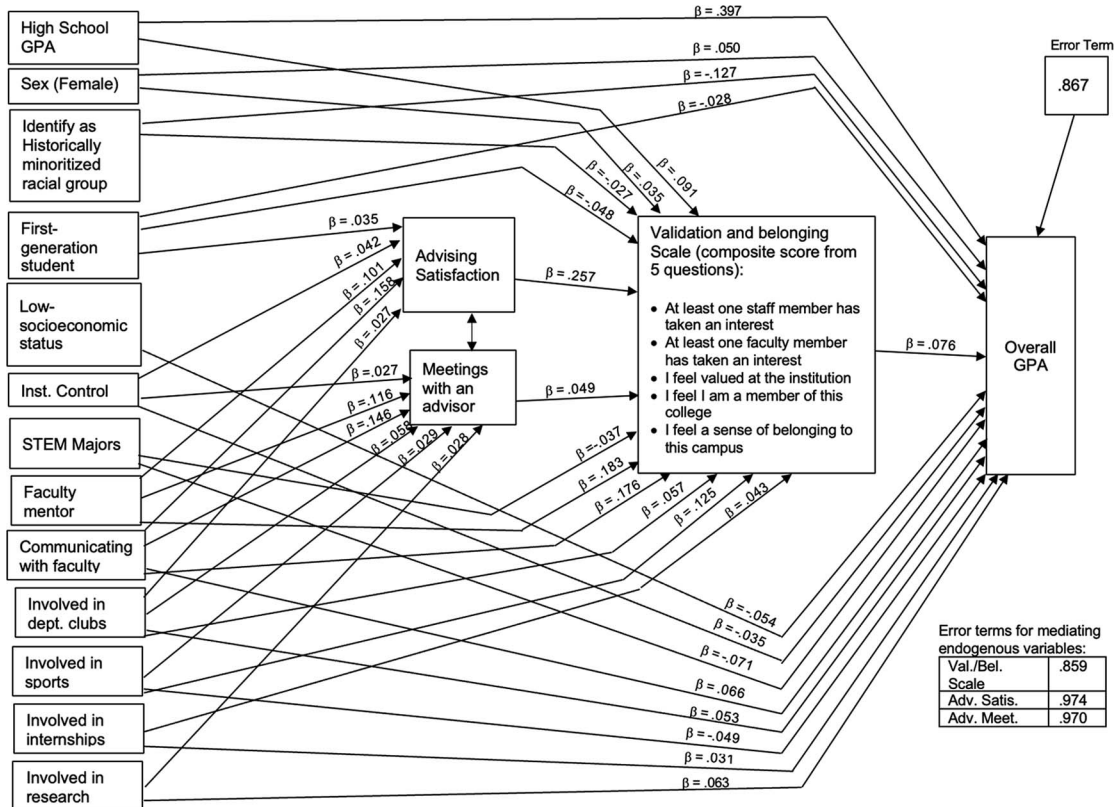 High School
GPA
Sex (Female)
Identify as
Historically
minoritized
racial group
First-
generation
student
Low-
socioeconomic
status
Inst. Control
STEM Majors
Faculty
mentor
Communicating
with faculty
Involved in
dept. clubs
Involved in
sports
Involved in
internships
Involved in
research
β = .397
β = .050
β = -.127
β = -.028
β = .091
β = .035
β = -.027
β = -.048
β = .035
β = .042
β = .101
β = .158
β = .027
Advising
Satisfaction
β = .257
β = .027
β = .116
β = .146
β = .058
β = .029
β = .028
Meetings
with an
advisor
β = .049
Validation and belonging
Scale (composite score from
5 questions):
• At least one staff member has
taken an interest
• At least one faculty member
has taken an interest
• I feel valued at the institution
• I feel I am a member of this
college
• I feel a sense of belonging to
this campus
β = -.037
β = .183
β = .176
β = .057
β = .125
β = .043
β = .076
Overall
GPA
Error Term
.867
β = -.054
β = -.035
β = -.071
β = .066
β = .053
β = -.049
β = .031
β = .063
Error terms for mediating
endogenous variables:
Val./Bel. .859
Scale
Adv. Satis. .974
Adv. Meet. .970